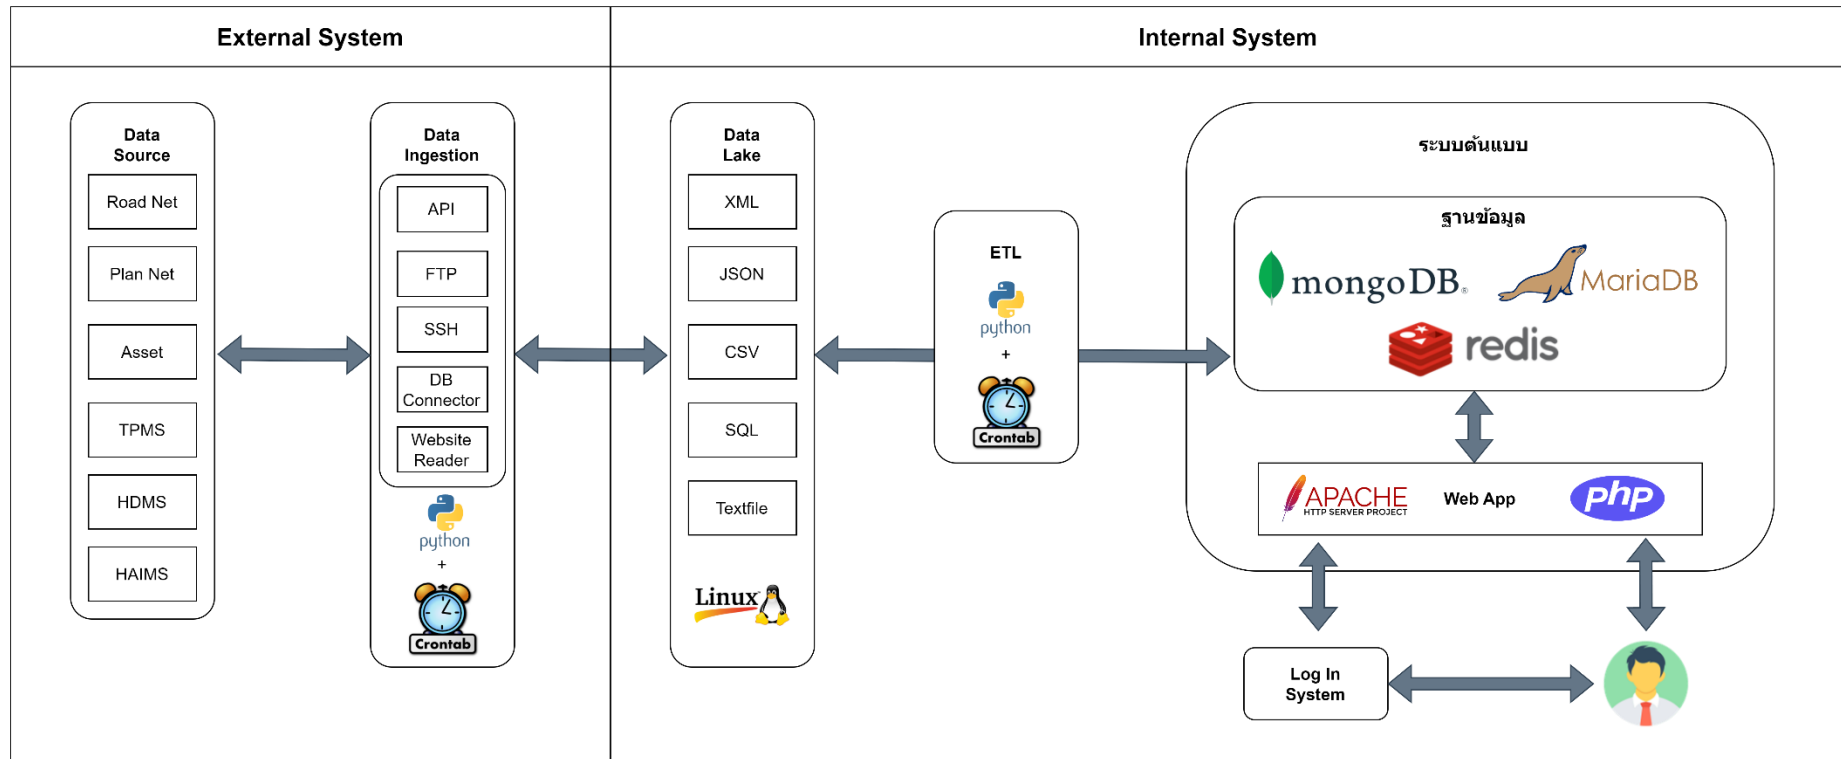 External System
Internal System
Data
Source
Road Net
Plan Net
Asset
TPMS
HDMS
HAIMS
Data
Ingestion
API
FTP
SSH
DB
Connector
Website
Reader
python
+
Crontab
Data
Lake
XML
JSON
CSV
SQL
Textfile
Linux
ETL
python
+
Crontab
ระบบต้นแบบ
ฐานข้อมูล
mongoDB®
MariaDB
redis
APACHE
HTTP SERVER PROJECT
Web App
php
Log In
System